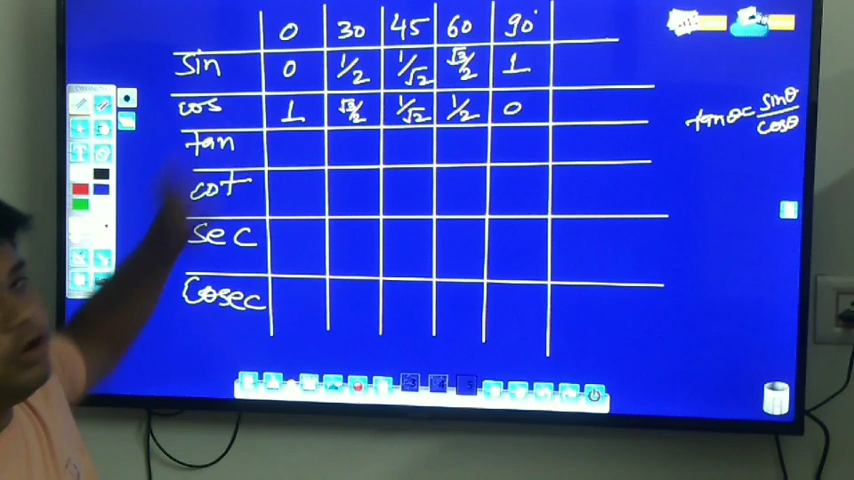 0 30 45 60 90°
sin 0 1/2 1/√2 √3/2 1
cos 1 √3/2 1/√2 1/2 0
tan
cot
sec
Cosec
tanθ = sinθ/cosθ